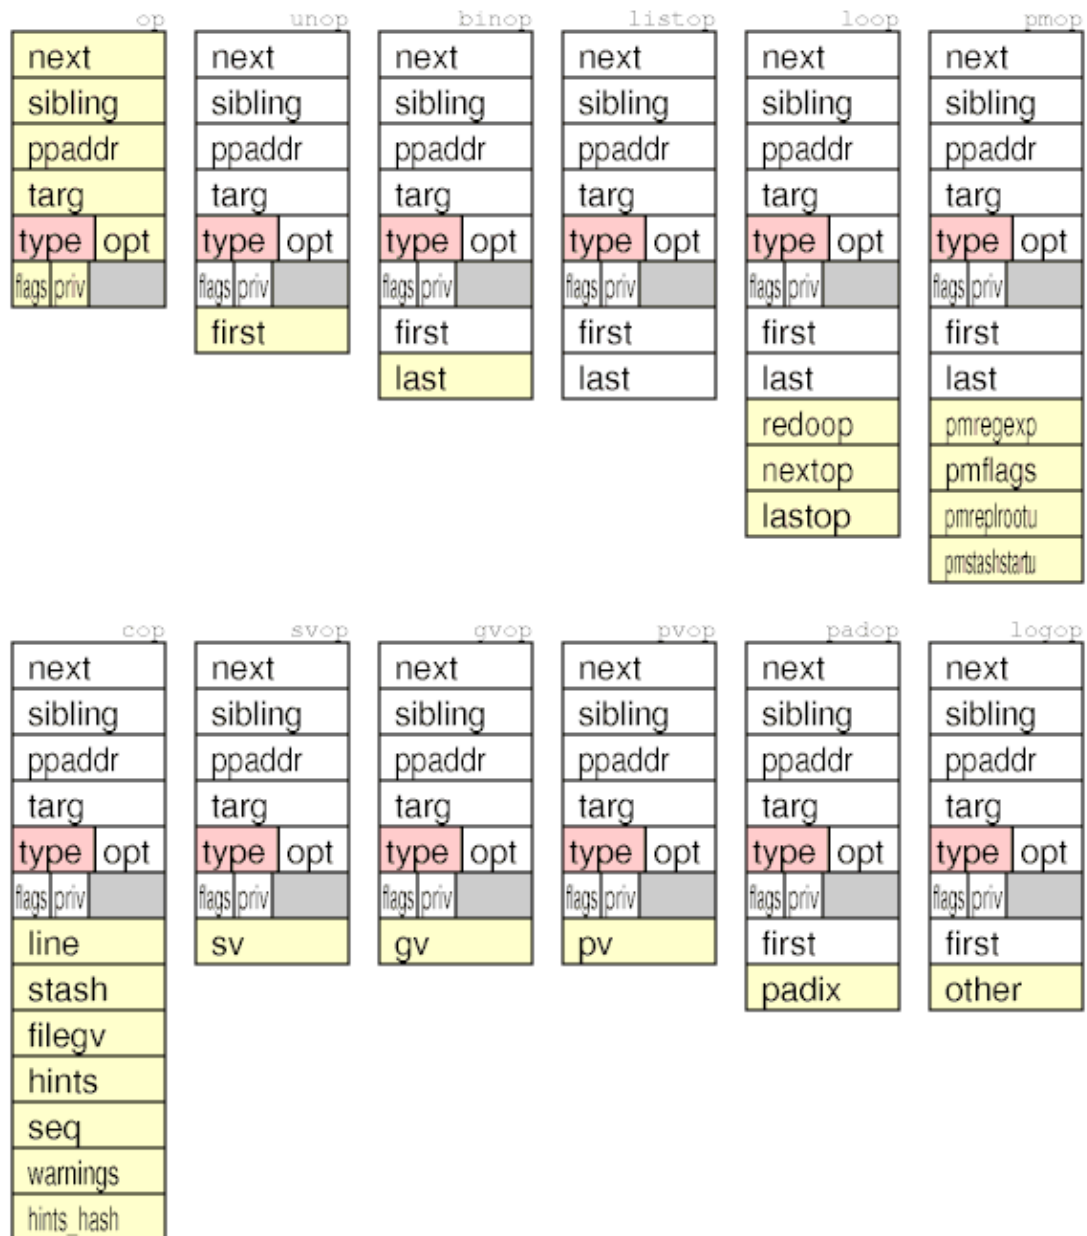 op unop binop listop loop pmop
next next next next next next
sibling sibling sibling sibling sibling sibling
ppaddr ppaddr ppaddr ppaddr ppaddr ppaddr
targ targ targ targ targ targ
type opt type opt type opt type opt type opt type opt
flags priv flags priv flags priv flags priv flags priv flags priv
first first first first first
last last last last
redoop pmregexp
nextop pmflags
lastop pmreplrootu
pmstashstartu
cop svop gvop pvop padop logop
next next next next next next
sibling sibling sibling sibling sibling sibling
ppaddr ppaddr ppaddr ppaddr ppaddr ppaddr
targ targ targ targ targ targ
type opt type opt type opt type opt type opt type opt
flags priv flags priv flags priv flags priv flags priv flags priv
line sv gv pv first first
stash padix other
filegv
hints
seq
warnings
hints_hash